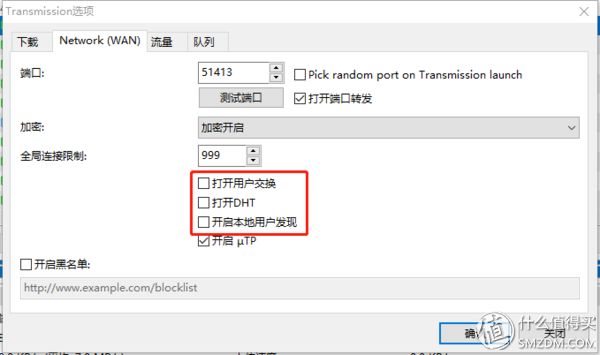 Transmission选项
下载 Network (WAN) 流量 队列
端口: 51413 Pick random port on Transmission launch
测试端口 打开端口转发
加密: 加密开启
全局连接限制: 999
打开用户交换
打开DHT
开启本地用户发现
开启 μTP
开启黑名单:
http://www.example.com/blocklist
关闭
值 什么值得买
SMZDM.COM